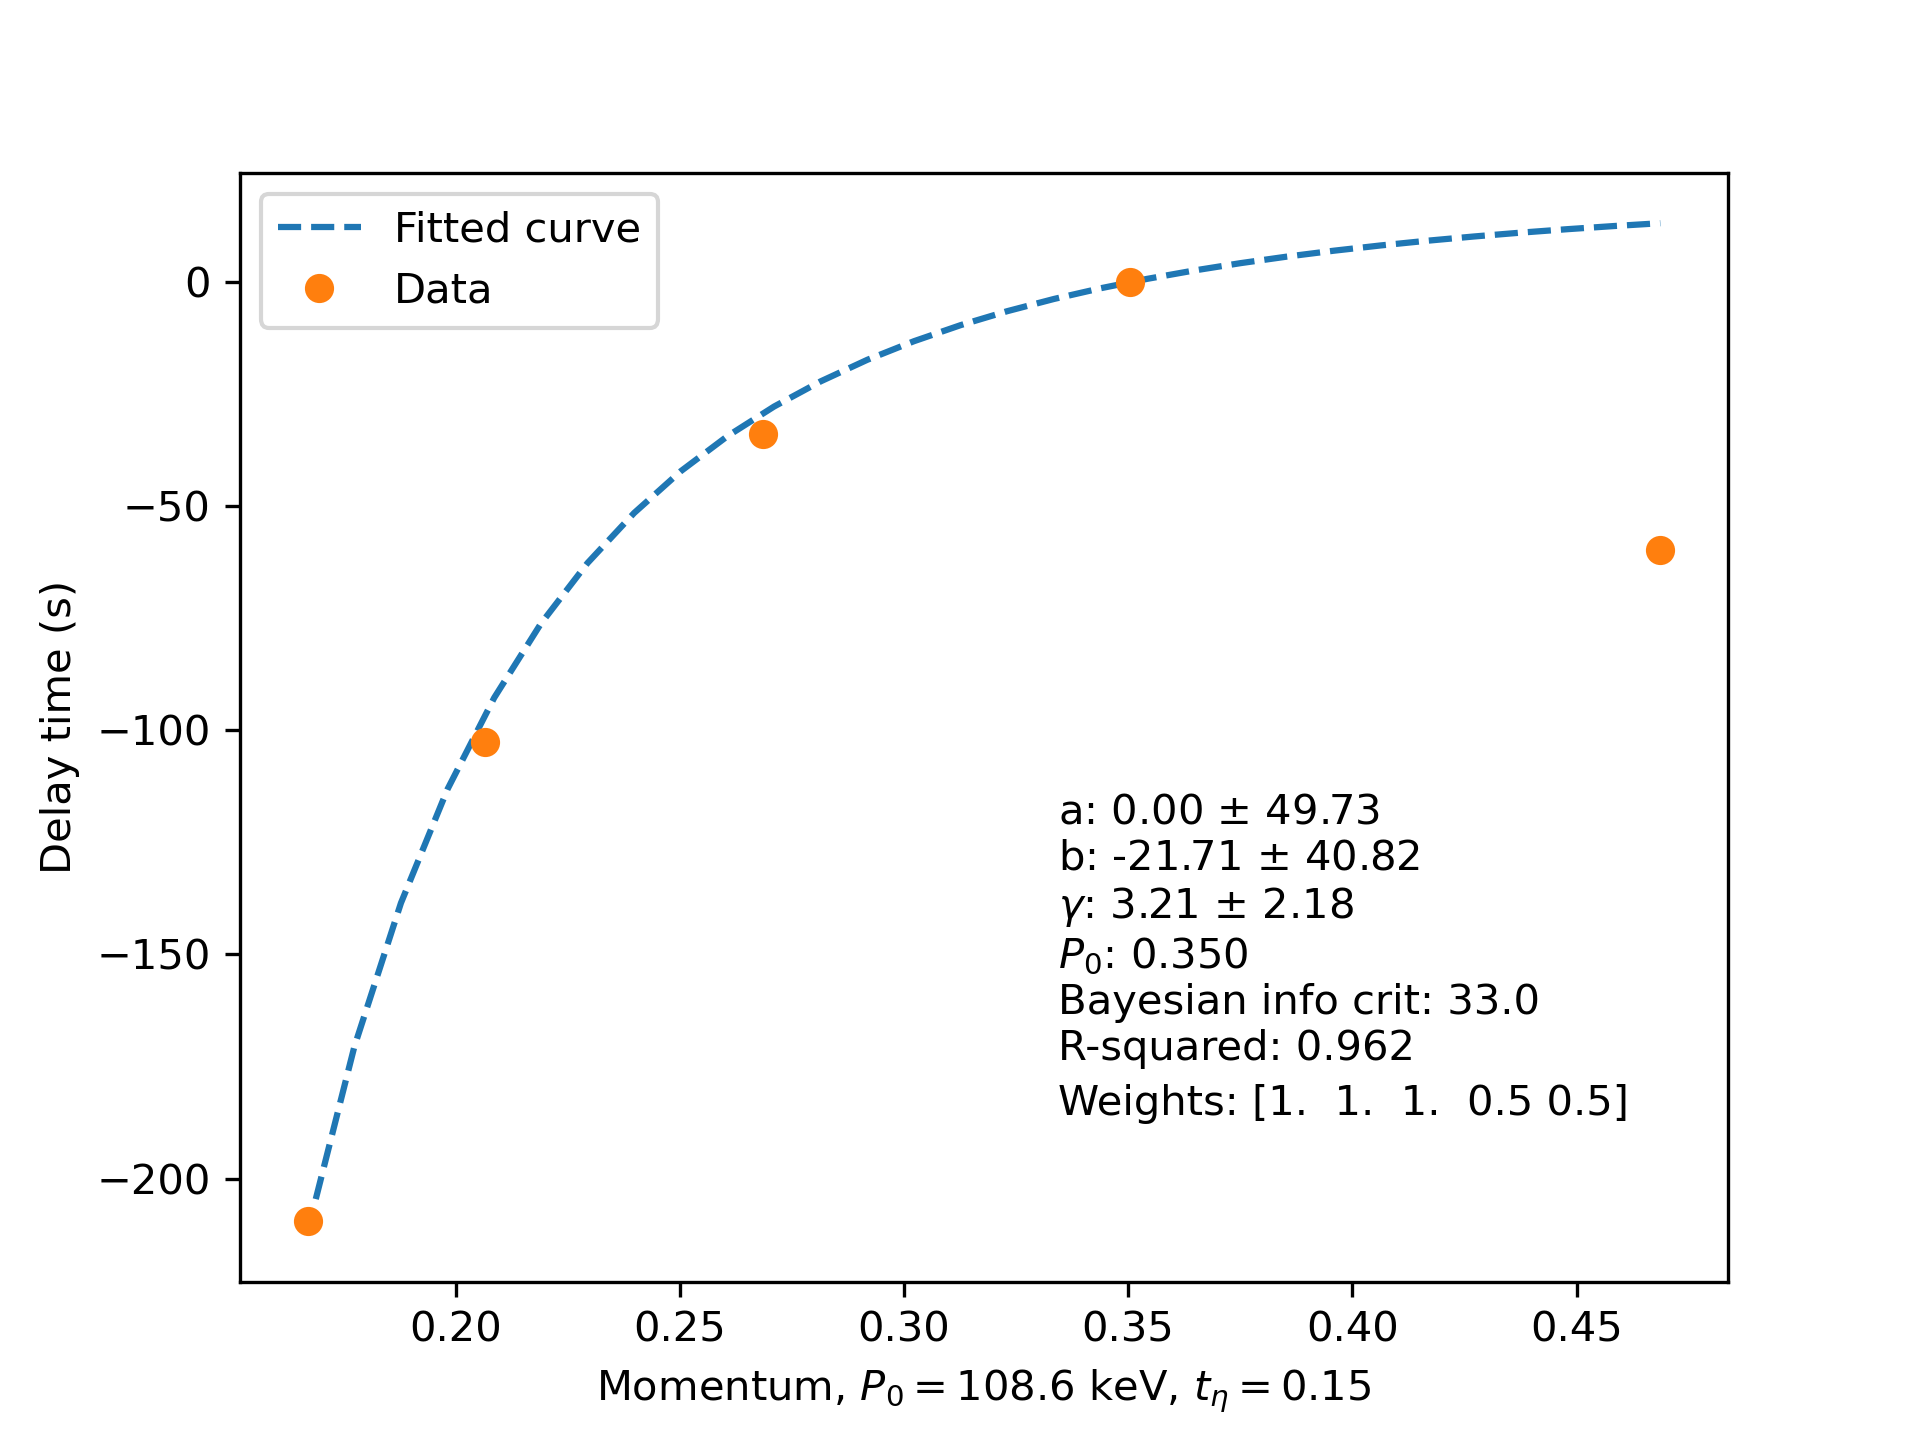 Fitted curve
Data
0
−50
−100
−150
−200
Delay time (s)
a: 0.00 ± 49.73
b: -21.71 ± 40.82
γ: 3.21 ± 2.18
P₀: 0.350
Bayesian info crit: 33.0
R-squared: 0.962
Weights: [1.  1.  1.  0.5 0.5]
0.20 0.25 0.30 0.35 0.40 0.45
Momentum, P₀ = 108.6 keV, tη = 0.15